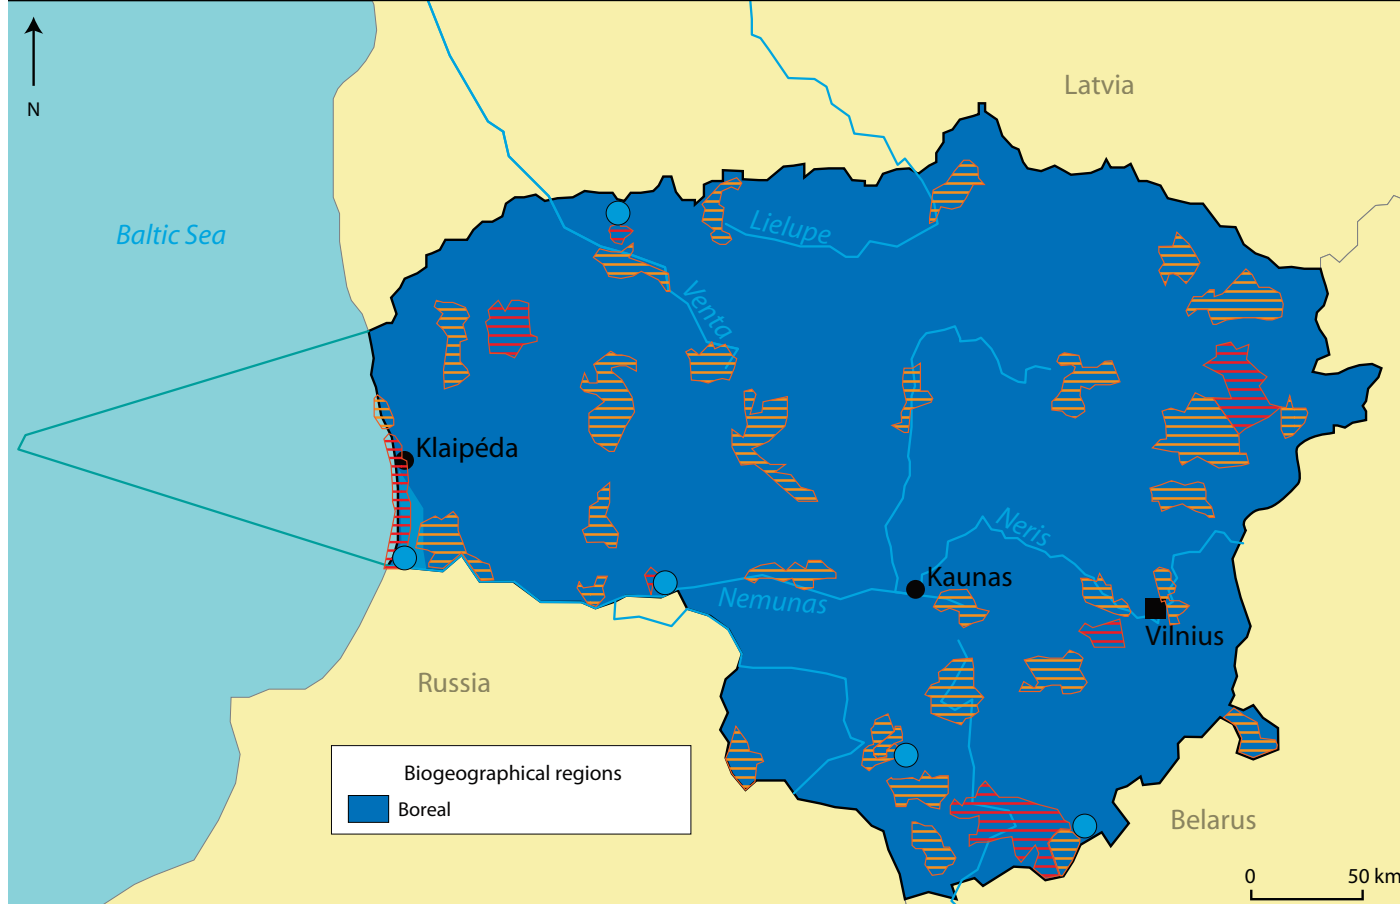 N
Latvia
Baltic Sea
Lielupe
Venta
Klaipéda
Neris
Kaunas
Nemunas
Vilnius
Russia
Biogeographical regions
Boreal
Belarus
0 50 km